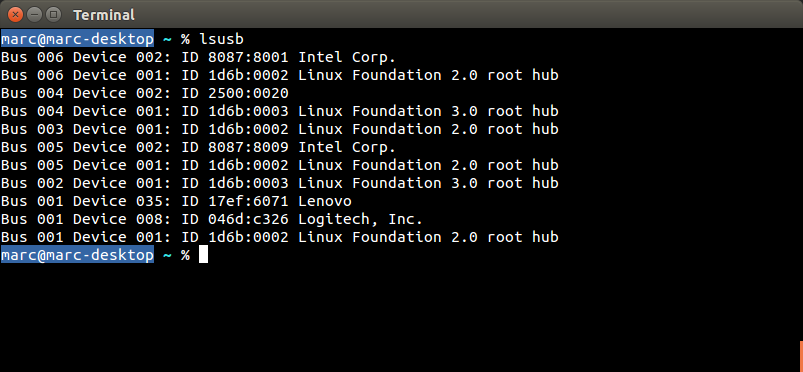 Terminal
marc@marc-desktop ~ % lsusb
Bus 006 Device 002: ID 8087:8001 Intel Corp.
Bus 006 Device 001: ID 1d6b:0002 Linux Foundation 2.0 root hub
Bus 004 Device 002: ID 2500:0020
Bus 004 Device 001: ID 1d6b:0003 Linux Foundation 3.0 root hub
Bus 003 Device 001: ID 1d6b:0002 Linux Foundation 2.0 root hub
Bus 005 Device 002: ID 8087:8009 Intel Corp.
Bus 005 Device 001: ID 1d6b:0002 Linux Foundation 2.0 root hub
Bus 002 Device 001: ID 1d6b:0003 Linux Foundation 3.0 root hub
Bus 001 Device 035: ID 17ef:6071 Lenovo
Bus 001 Device 008: ID 046d:c326 Logitech, Inc.
Bus 001 Device 001: ID 1d6b:0002 Linux Foundation 2.0 root hub
marc@marc-desktop ~ %